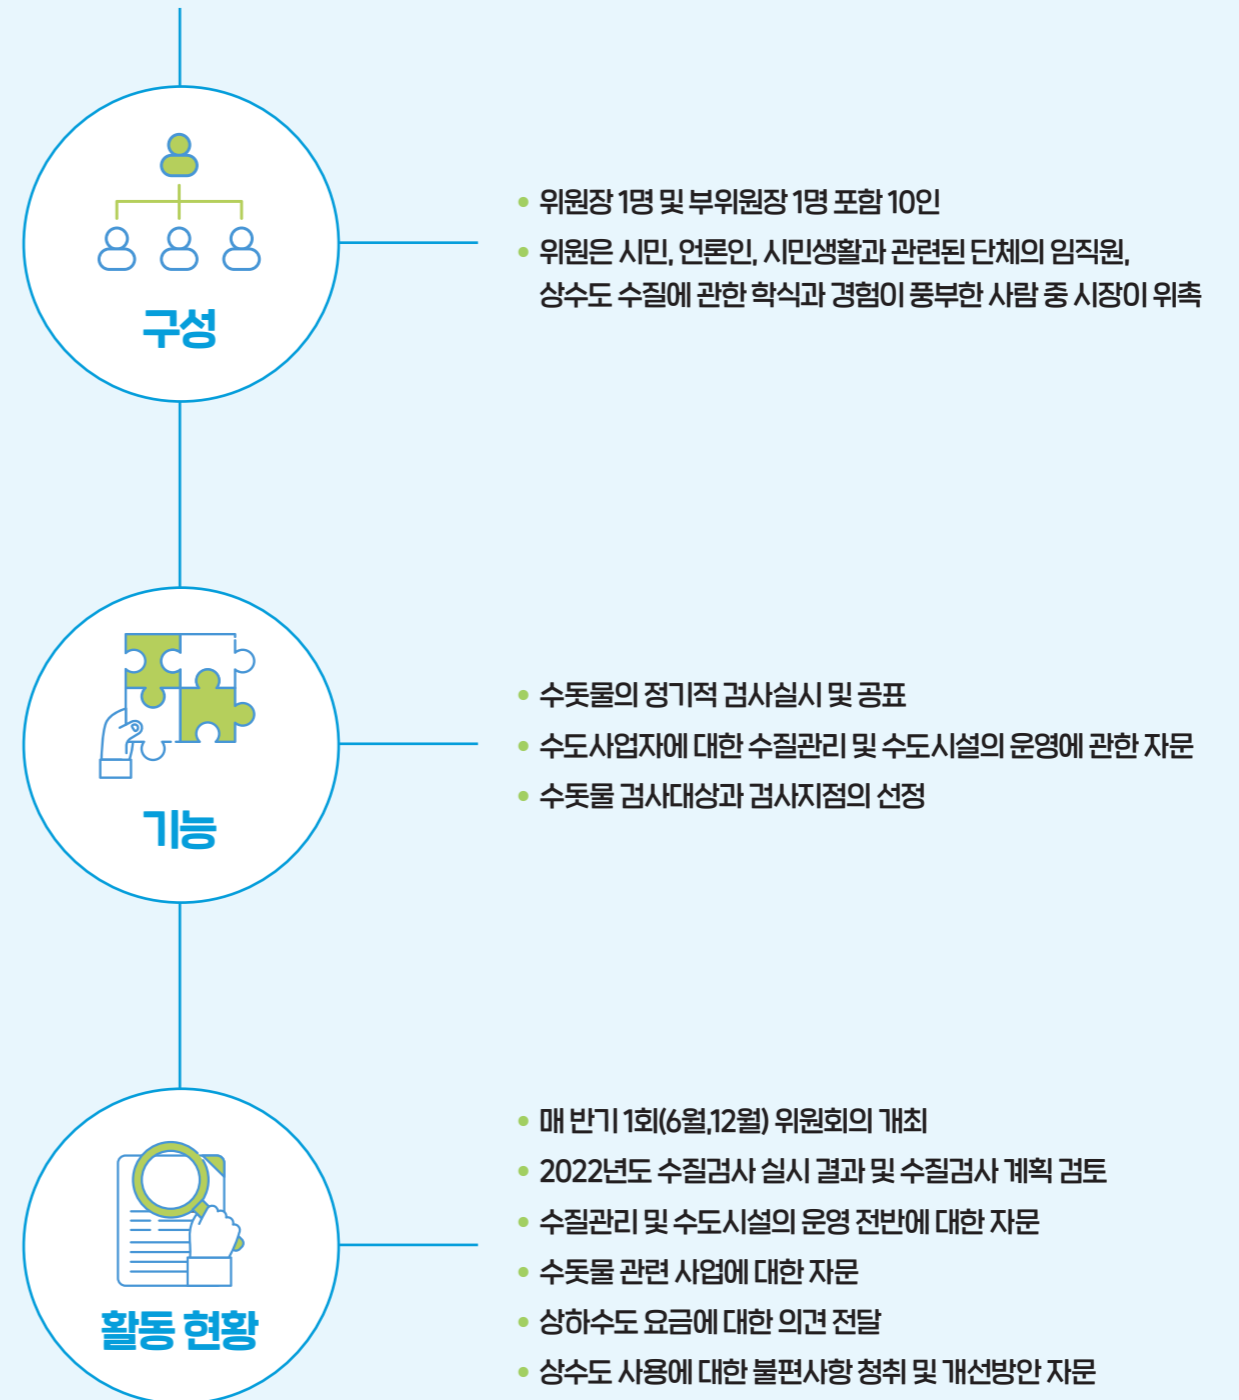 구성
• 위원장 1명 및 부위원장 1명 포함 10인
• 위원은 시민, 언론인, 시민생활과 관련된 단체의 임직원,
상수도 수질에 관한 학식과 경험이 풍부한 사람 중 시장이 위촉
기능
• 수돗물의 정기적 검사실시 및 공표
• 수도사업자에 대한 수질관리 및 수도시설의 운영에 관한 자문
• 수돗물 검사대상과 검사지점의 선정
활동 현황
• 매 반기 1회(6월,12월) 위원회의 개최
• 2022년도 수질검사 실시 결과 및 수질검사 계획 검토
• 수질관리 및 수도시설의 운영 전반에 대한 자문
• 수돗물 관련 사업에 대한 자문
• 상하수도 요금에 대한 의견 전달
• 상수도 사용에 대한 불편사항 청취 및 개선방안 자문